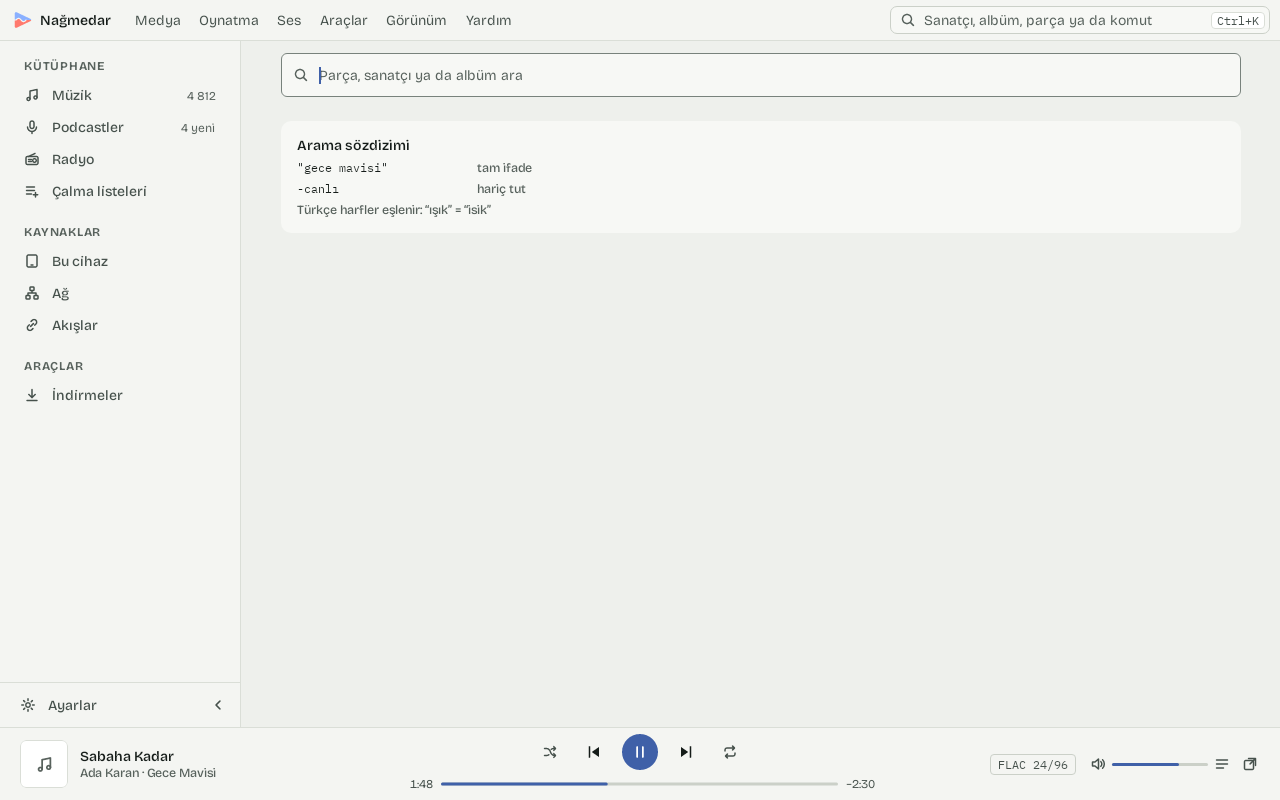 Nağmedar Medya Oynatma Ses Araçlar Görünüm Yardım Sanatçı, albüm, parça ya da komut Ctrl+K
KÜTÜPHANE
Müzik 4 812
Podcastler 4 yeni
Radyo
Çalma listeleri
KAYNAKLAR
Bu cihaz
Ağ
Akışlar
ARAÇLAR
İndirmeler
Ayarlar
Parça, sanatçı ya da albüm ara
Arama sözdizimi
"gece mavisi" tam ifade
-canlı hariç tut
Türkçe harfler eşlenir: “ışık” = “isik”
Sabaha Kadar
Ada Karan · Gece Mavisi
1:48 −2:30
FLAC 24/96